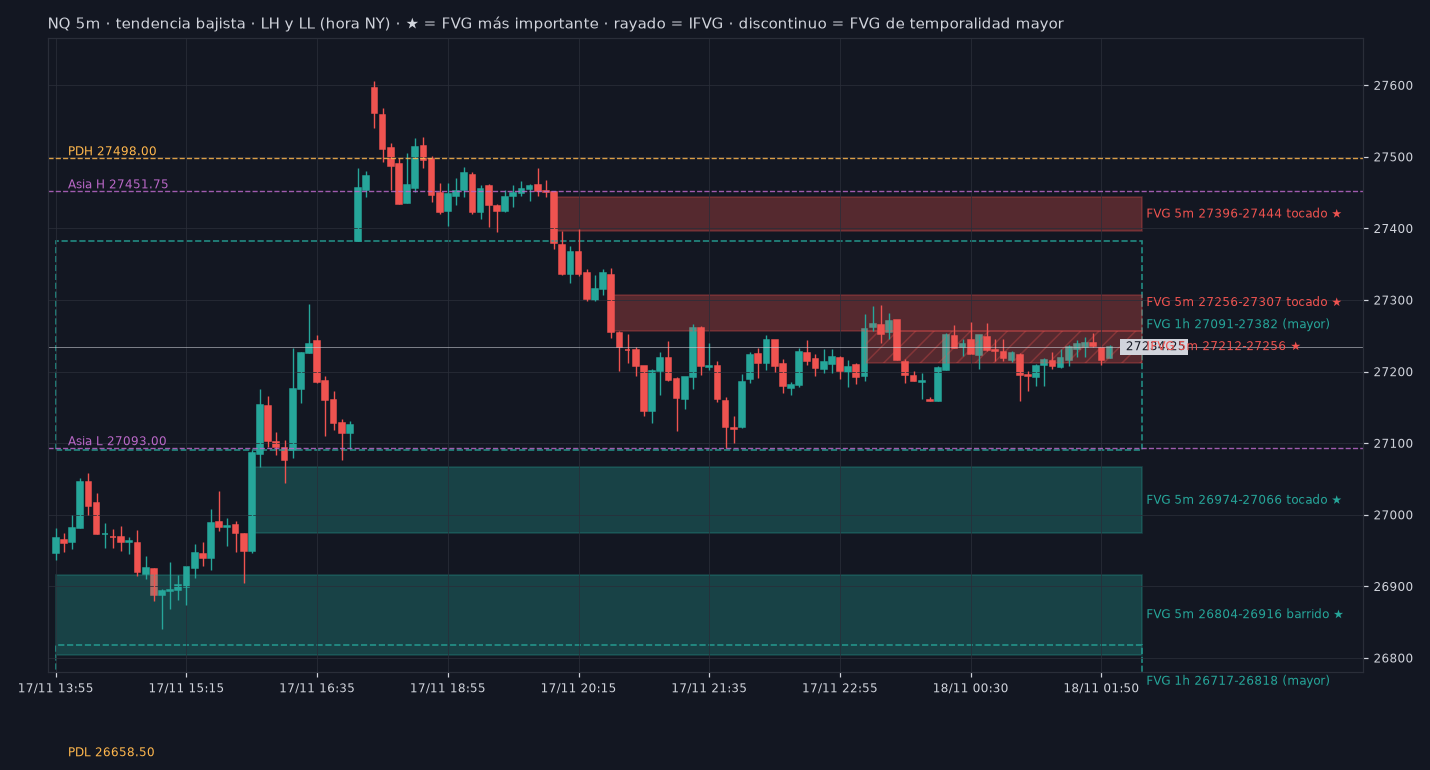 NQ 5m · tendencia bajista · LH y LL (hora NY) · ★ = FVG más importante · rayado = IFVG · discontinuo = FVG de temporalidad mayor
27600
PDH 27498.00
27500
Asia H 27451.75
FVG 5m 27396-27444 tocado ★
27400
FVG 5m 27256-27307 tocado ★
27300
FVG 1h 27091-27382 (mayor)
27234.25
27212-27256 ★
27200
Asia L 27093.00
27100
FVG 5m 26974-27066 tocado ★
27000
26900
FVG 5m 26804-26916 barrido ★
26800
FVG 1h 26717-26818 (mayor)
17/11 13:55 17/11 15:15 17/11 16:35 17/11 18:55 17/11 20:15 17/11 21:35 17/11 22:55 18/11 00:30 18/11 01:50
PDL 26658.50